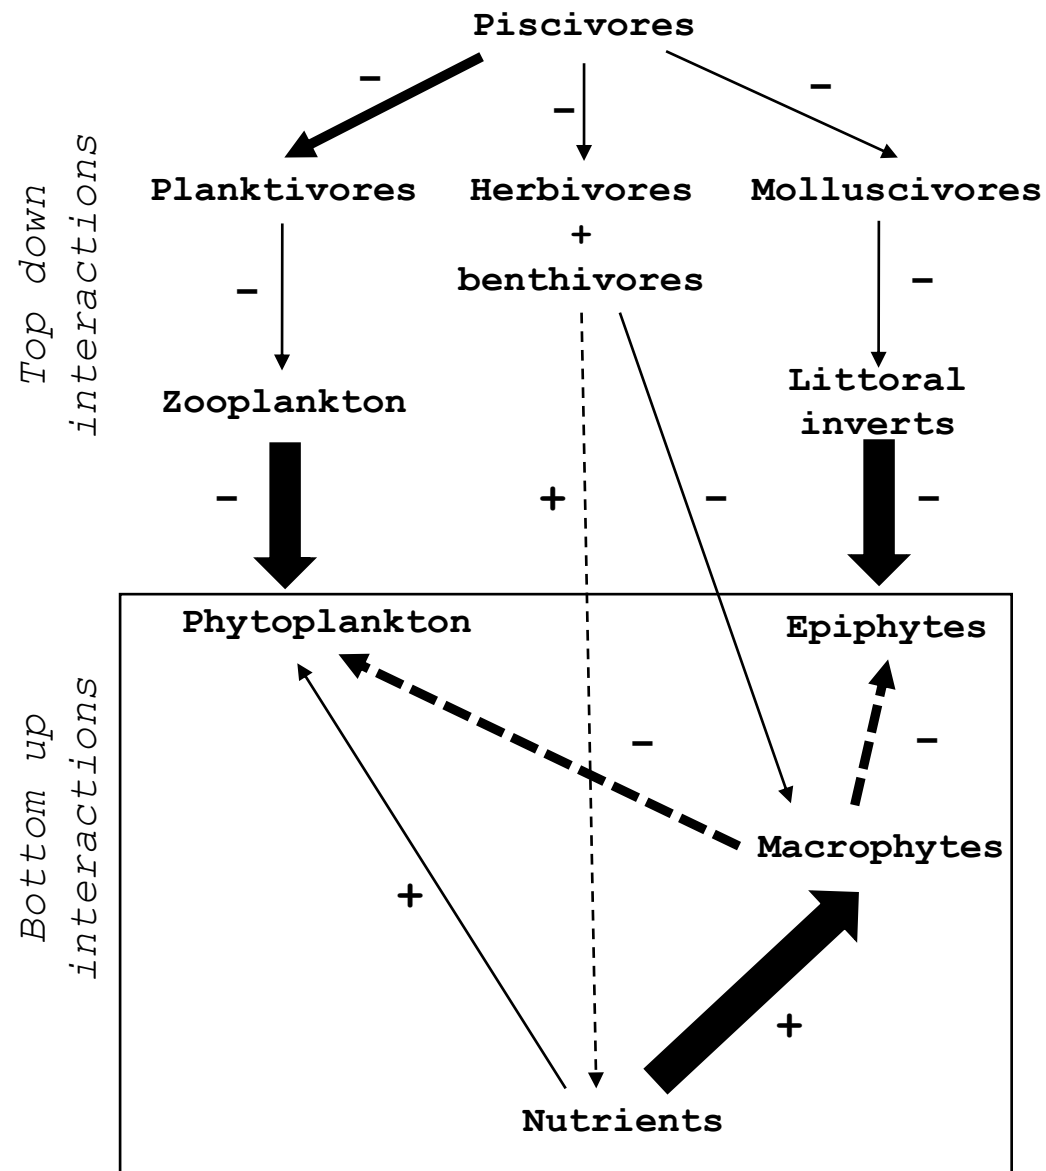 Piscivores
–
–
–
Planktivores
Herbivores
Molluscivores
+
benthivores
–
–
Top down
interactions
Zooplankton
Littoral
inverts
–
+
–
–
Phytoplankton
Epiphytes
–
–
Bottom up
interactions
Macrophytes
+
+
Nutrients